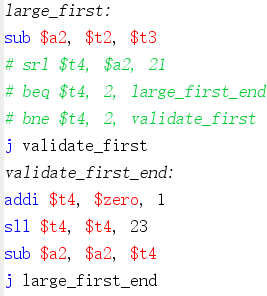 large_first:
sub $a2, $t2, $t3
# srl $t4, $a2, 21
# beq $t4, 2, large_first_end
# bne $t4, 2, validate_first
j validate_first
validate_first_end:
addi $t4, $zero, 1
sll $t4, $t4, 23
sub $a2, $a2, $t4
j large_first_end